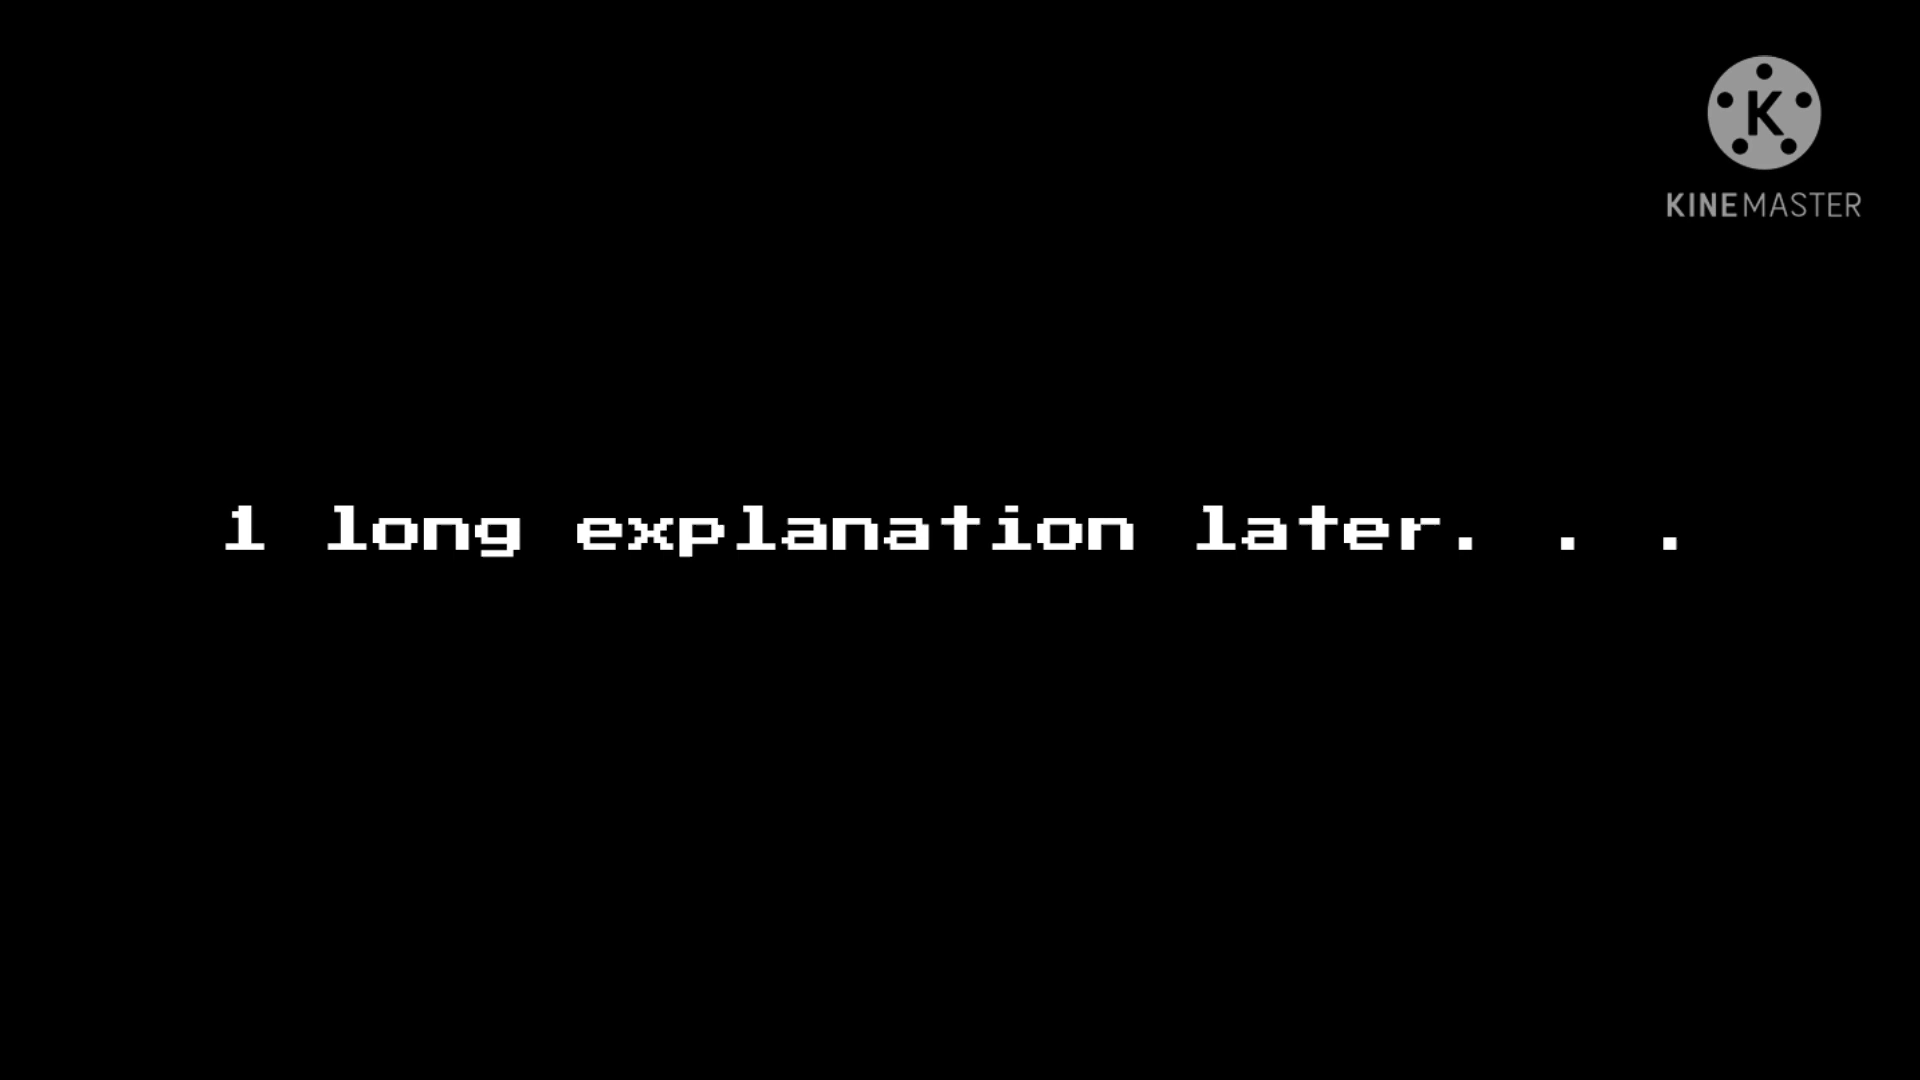 K
KINEMASTER
1 long explanation later. . .